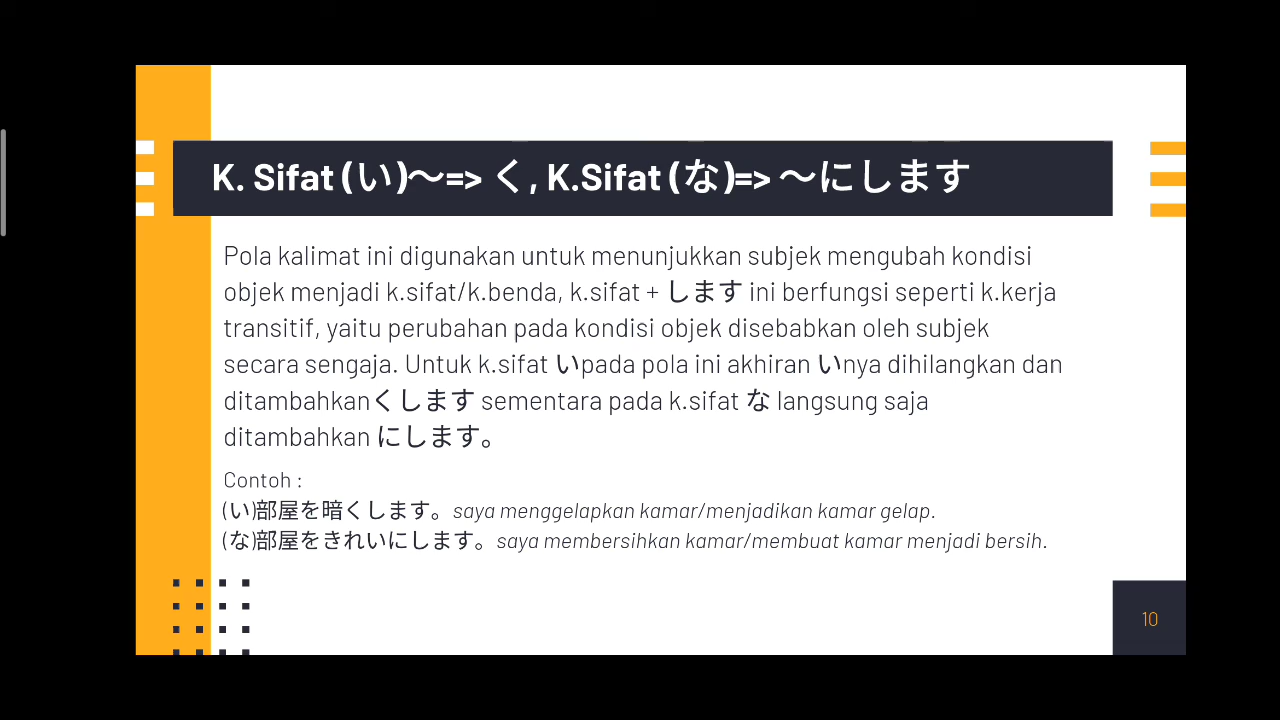 K. Sifat (い)〜=> く, K.Sifat (な)=> 〜にします
Pola kalimat ini digunakan untuk menunjukkan subjek mengubah kondisi
objek menjadi k.sifat/k.benda, k.sifat + します ini berfungsi seperti k.kerja
transitif, yaitu perubahan pada kondisi objek disebabkan oleh subjek
secara sengaja. Untuk k.sifat いpada pola ini akhiran いnya dihilangkan dan
ditambahkanくします sementara pada k.sifat な langsung saja
ditambahkan にします。
Contoh :
(い)部屋を暗くします。saya menggelapkan kamar/menjadikan kamar gelap.
(な)部屋をきれいにします。saya membersihkan kamar/membuat kamar menjadi bersih.
10